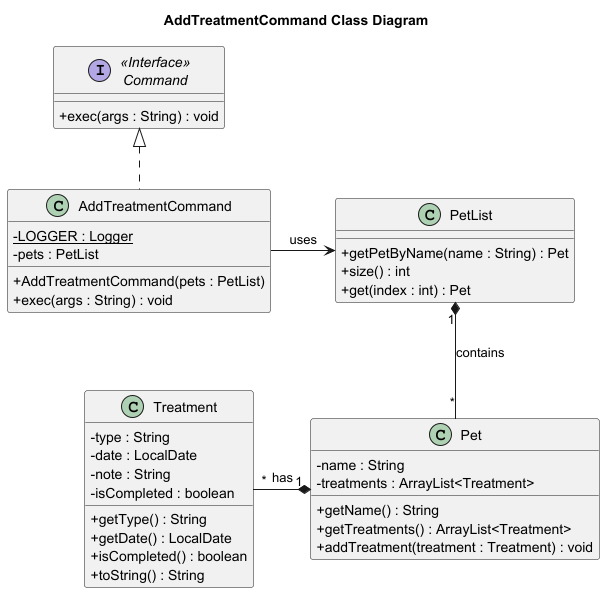 AddTreatmentCommand Class Diagram
I
«Interface»
Command
+exec(args : String) : void
C AddTreatmentCommand
-LOGGER : Logger
-pets : PetList
+AddTreatmentCommand(pets : PetList)
+exec(args : String) : void
uses
C PetList
+getPetByName(name : String) : Pet
+size() : int
+get(index : int) : Pet
1
contains
*
C Treatment
-type : String
-date : LocalDate
-note : String
-isCompleted : boolean
+getType() : String
+getDate() : LocalDate
+isCompleted() : boolean
+toString() : String
* has 1
C Pet
-name : String
-treatments : ArrayList<Treatment>
+getName() : String
+getTreatments() : ArrayList<Treatment>
+addTreatment(treatment : Treatment) : void